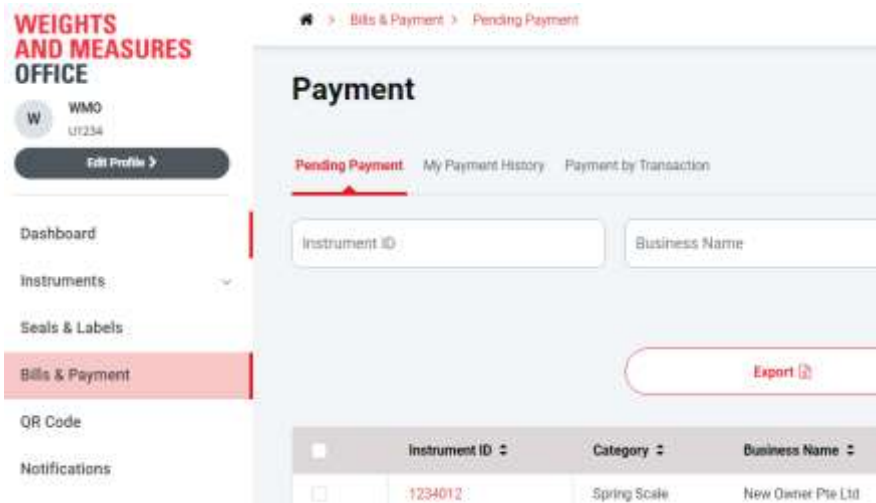 WEIGHTS
AND MEASURES
OFFICE
W
WMO
U1234
Edit Profile
Dashboard
Instruments
Seals & Labels
Bills & Payment
QR Code
Notifications
> Bills & Payment > Pending Payment
Payment
Pending Payment My Payment History Payment by Transaction
Instrument ID Business Name
Export
Instrument ID Category Business Name
1234012 Spring Scale New Owner Pte Ltd